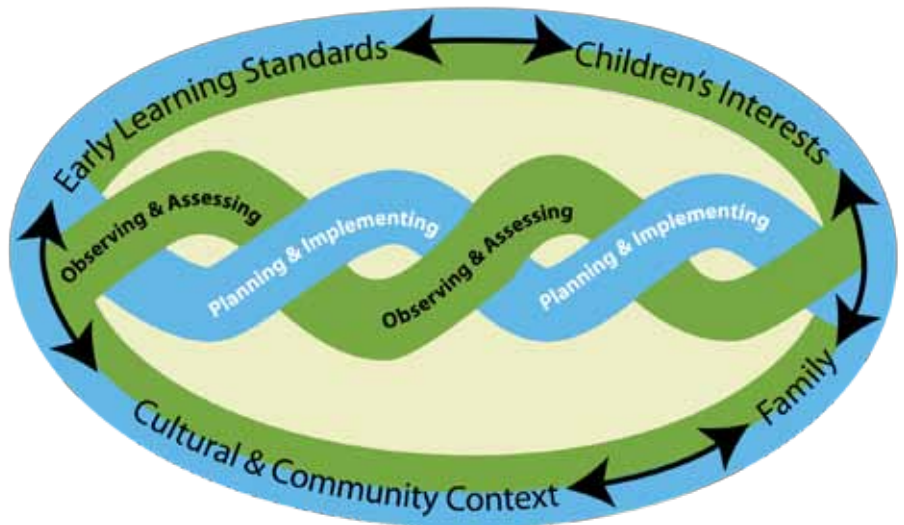 Early Learning Standards
Children's Interests
Observing & Assessing
Planning & Implementing
Observing & Assessing
Planning & Implementing
Family
Cultural & Community Context